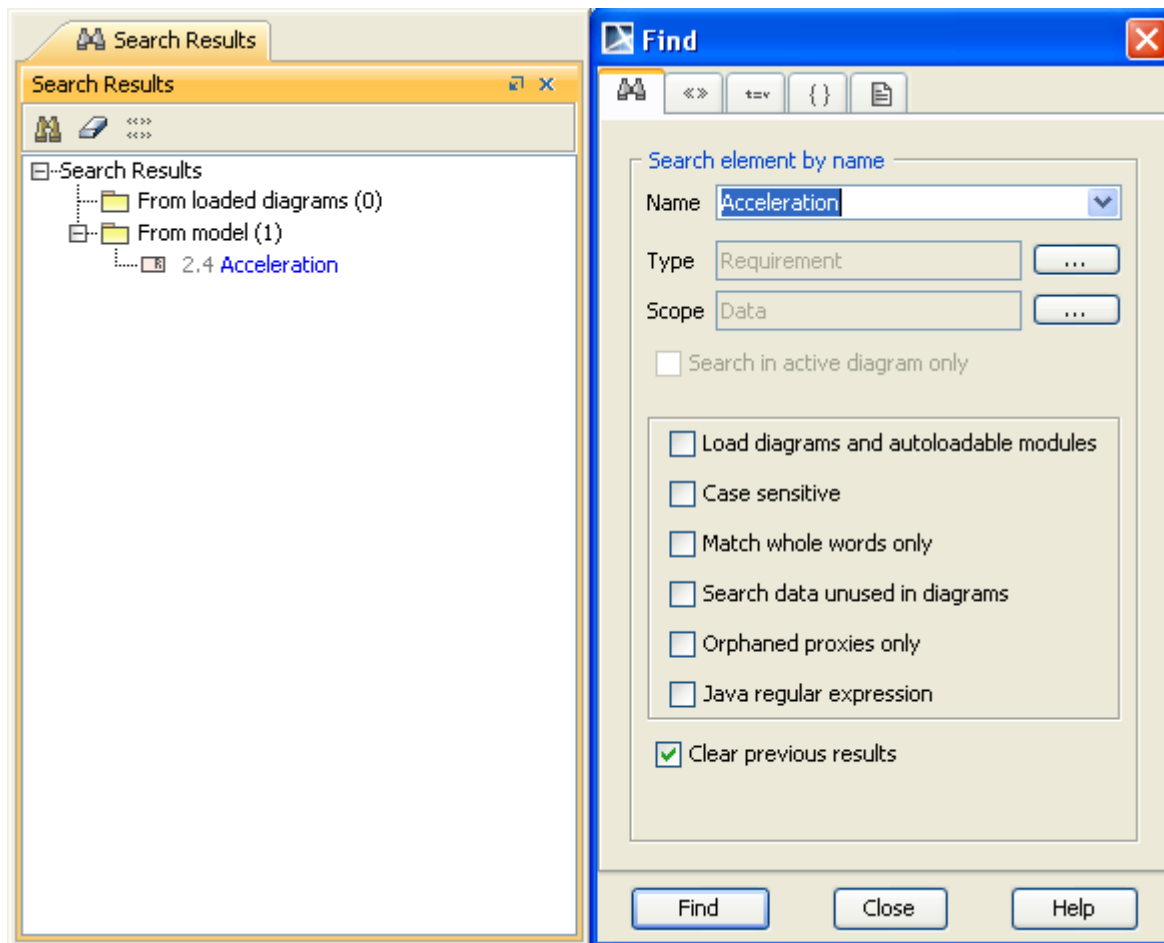 Search Results
Search Results
Search Results
From loaded diagrams (0)
From model (1)
R 2.4 Acceleration
Find
«» t=v { }
Search element by name
Name Acceleration
Type Requirement ...
Scope Data ...
Search in active diagram only
Load diagrams and autoloadable modules
Case sensitive
Match whole words only
Search data unused in diagrams
Orphaned proxies only
Java regular expression
Clear previous results
Find Close Help